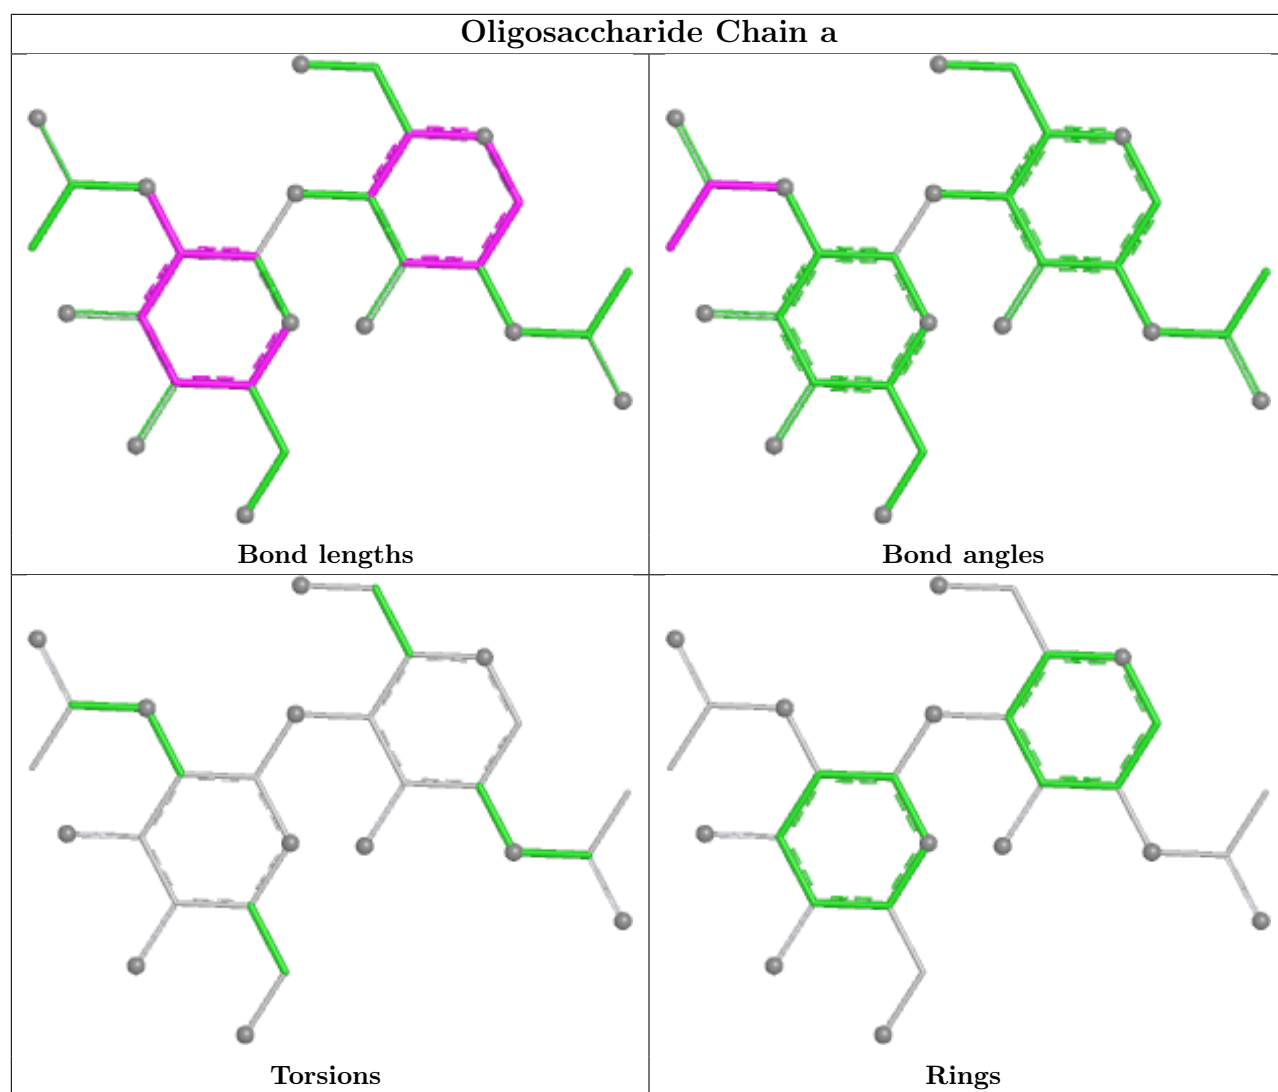 Oligosaccharide Chain a
Bond lengths
Bond angles
Torsions
Rings